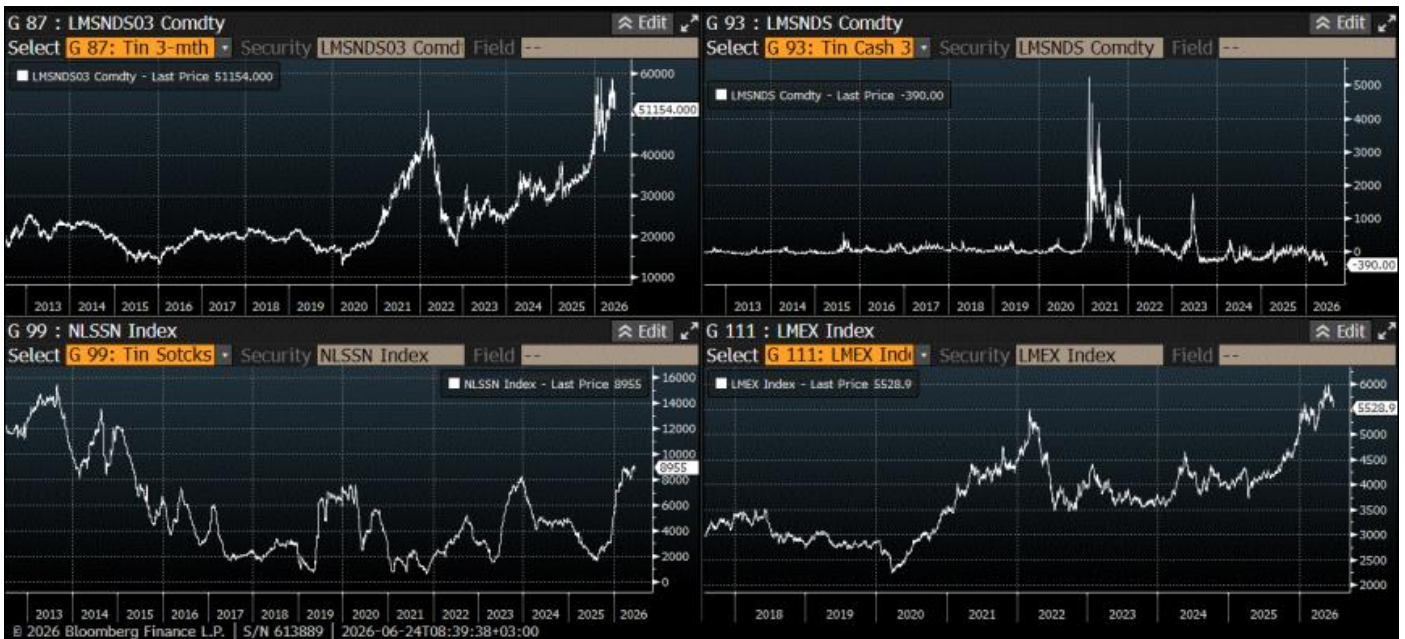 G 87 : LMSNDS03 Comdty
Edit
Select G 87: Tin 3-mth Security LMSNDS03 Comd Field --
LMSNDS03 Comdty - Last Price 51154.000
60000
51154.000
40000
30000
20000
10000
2013 2014 2015 2016 2017 2018 2019 2020 2021 2022 2023 2024 2025 2026
G 93 : LMSNDS Comdty
Edit
Select G 93: Tin Cash 3 Security LMSNDS Comdty Field --
LMSNDS Comdty - Last Price -390.00
5000
4000
3000
2000
1000
0
-390.00
2013 2014 2015 2016 2017 2018 2019 2020 2021 2022 2023 2024 2025 2026
G 99 : NLSSN Index
Edit
Select G 99: Tin Sotcks Security NLSSN Index Field --
NLSSN Index - Last Price 8955
16000
14000
12000
10000
8955
8000
6000
4000
2000
0
2013 2014 2015 2016 2017 2018 2019 2020 2021 2022 2023 2024 2025 2026
G 111 : LMEX Index
Edit
Select G 111: LMEX Ind Security LMEX Index Field --
LMEX Index - Last Price 5528.9
6000
5528.9
5000
4500
4000
3500
3000
2500
2000
2018 2019 2020 2021 2022 2023 2024 2025 2026
© 2026 Bloomberg Finance L.P. | S/N 613889 | 2026-06-24T08:39:38+03:00